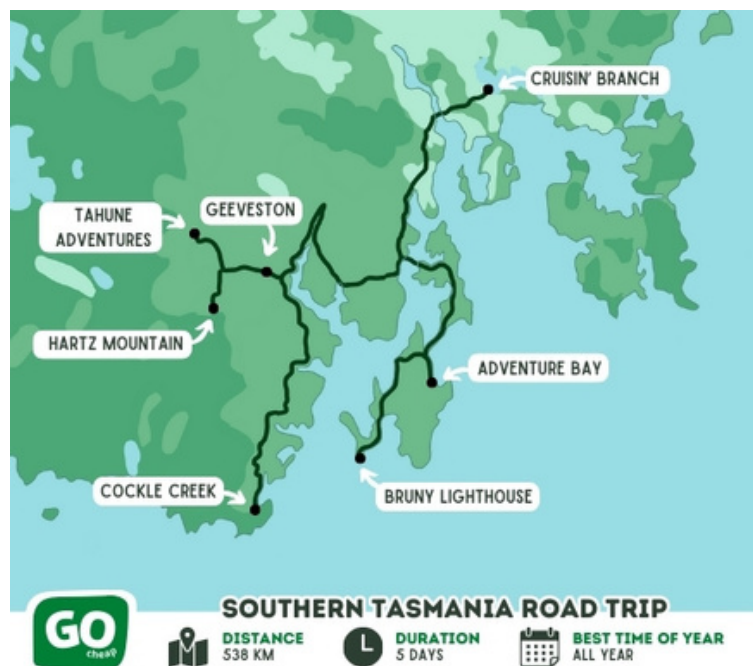 CRUISIN' BRANCH
GEEVESTON
TAHUNE
ADVENTURES
HARTZ MOUNTAIN
ADVENTURE BAY
COCKLE CREEK
BRUNY LIGHTHOUSE
GO
cheap
SOUTHERN TASMANIA ROAD TRIP
DISTANCE
538 KM
DURATION
5 DAYS
BEST TIME OF YEAR
ALL YEAR